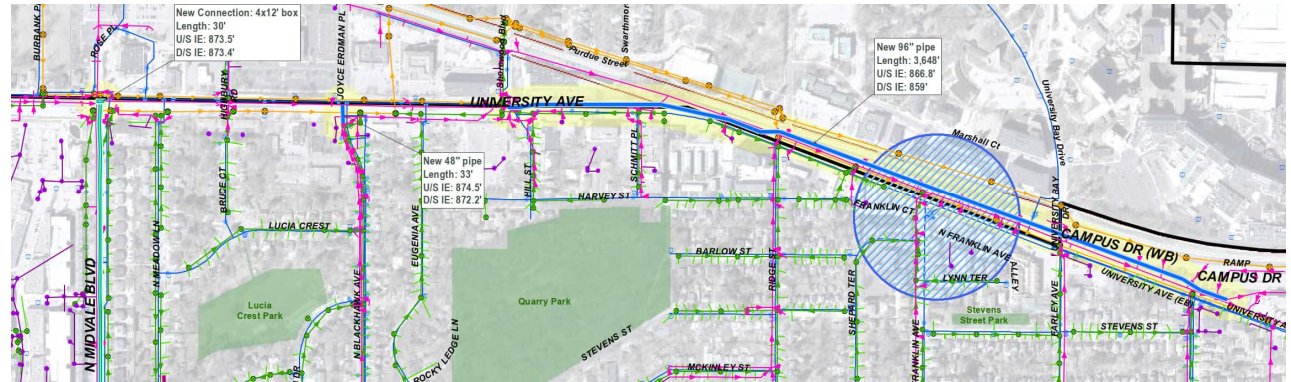 New Connection: 4x12' box
Length: 30'
U/S IE: 873.5'
D/S IE: 873.4'
BURBANK P
ROSE PL
HIGHBURY RD
JOYCE ERDMAN PL
Shorewood Blvd
Purdue Street
Swarthmor
UNIVERSITY AVE
New 96" pipe
Length: 3,648'
U/S IE: 866.8'
D/S IE: 859'
University Bay Drive
Marshall Ct
New 48" pipe
Length: 33'
U/S IE: 874.5'
D/S IE: 872.2'
BRUE CT
HILL ST
SCHMITT PL
HARVEY ST
FRANKLIN CT
N FRANKLIN AVE
ALLEY
UNIVERSITY BAY DR
CAMPUS DR (WB)
RAMP
CAMPUS DR
UNIVERSITY AVE (EB)
UNIVERSITY A
N MIDVALE BLVD
N MEADOW LN
LUCIA CREST
EUGENIA AVE
BARLOW ST
RIDGE ST
SHEPARD TER
LYNN TER
Lucia
Crest Park
N BLACKHAWK AVE
Quarry Park
Stevens
Street Park
FARLEY AVE
STEVENS ST
ROCKY LEDGE LN
STEVENS ST
MCKINLEY ST
FRANKLIN AVE
DR